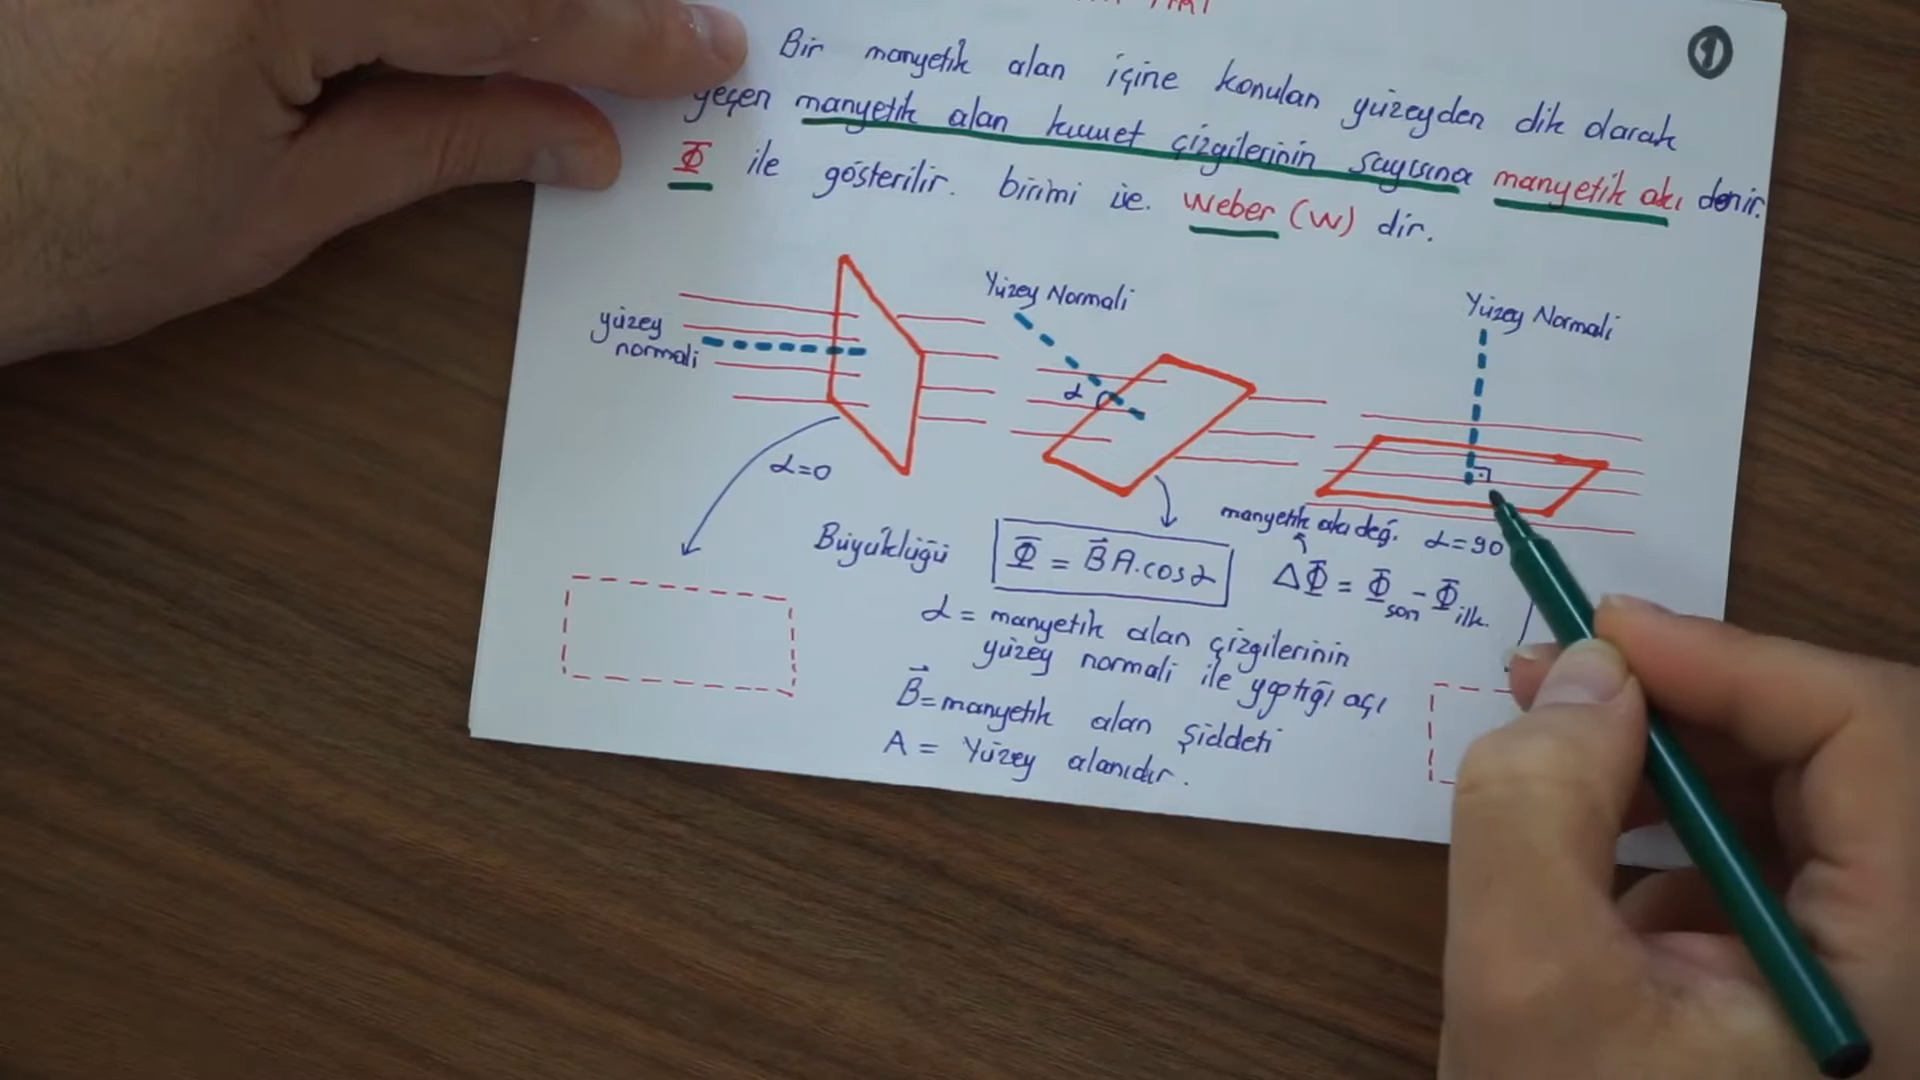 ①
Bir manyetik alan içine konulan yüzeyden dik olarak
geçen manyetik alan kuvvet çizgilerinin sayısına manyetik akı denir.
Φ ile gösterilir. birimi ise. Weber (W) dir.
yüzey
normali
Yüzey Normali
Yüzey Normali
α
α=0
manyetik akı değ.
α=90
Büyüklüğü
Φ = B⃗A.cosα
ΔΦ = Φson - Φilk.
α = manyetik alan çizgilerinin
yüzey normali ile yaptığı açı
B⃗=manyetik alan şiddeti
A = Yüzey alanıdır.